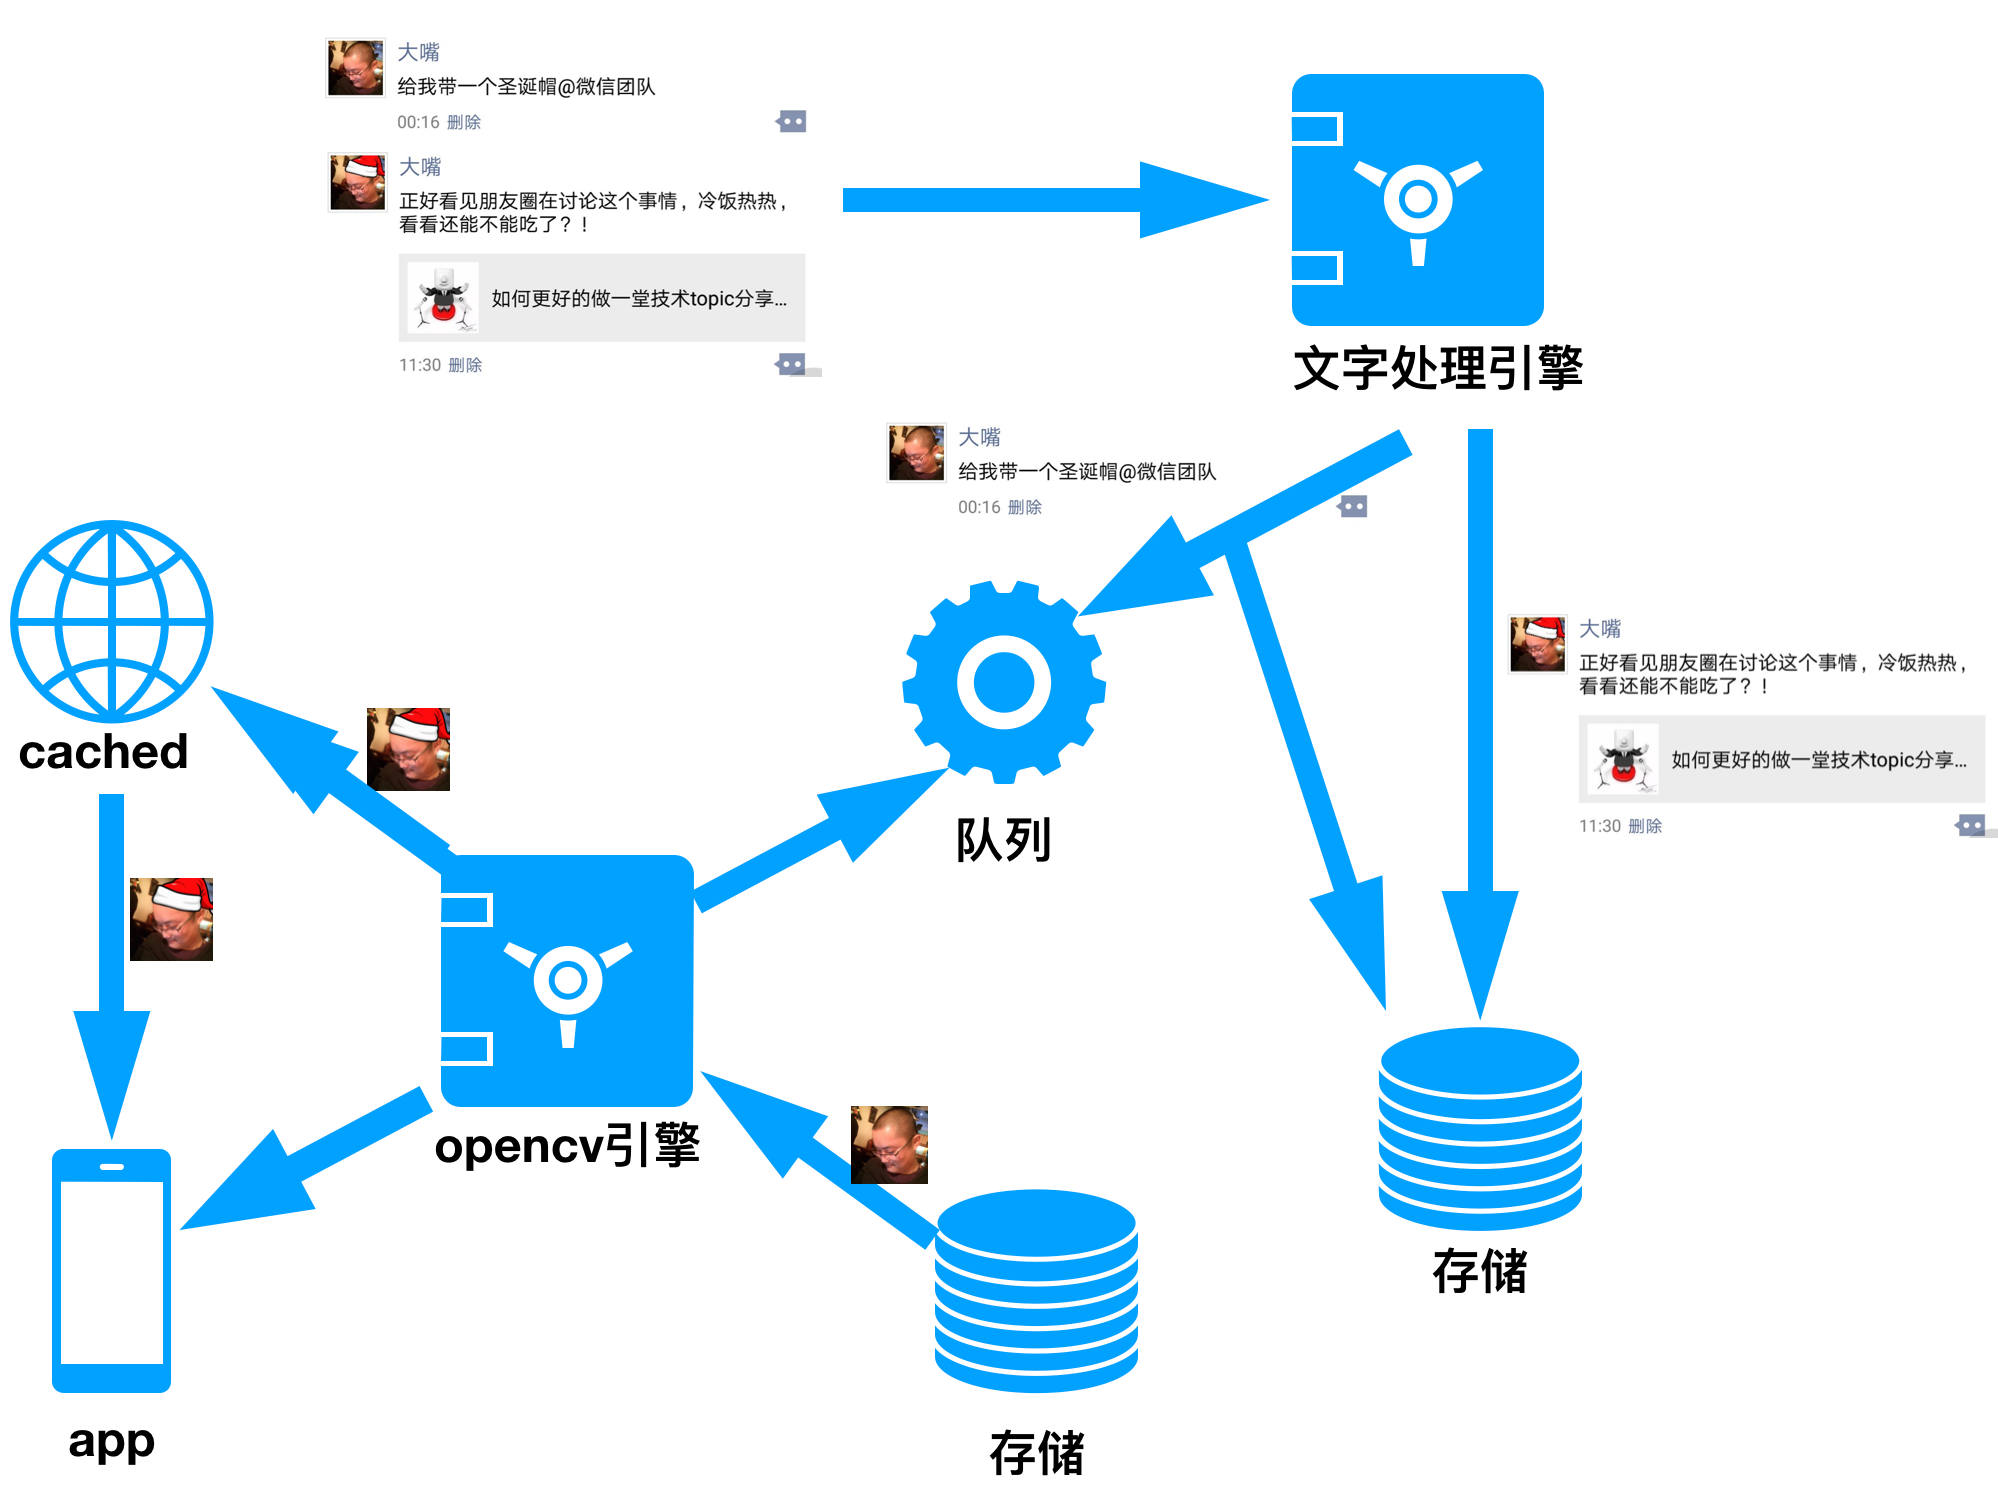 大嘴
给我带一个圣诞帽@微信团队
00:16 删除
大嘴
正好看见朋友圈在讨论这个事情，冷饭热热，
看看还能不能吃了？！
如何更好的做一堂技术topic分享...
11:30 删除
文字处理引擎
大嘴
给我带一个圣诞帽@微信团队
00:16 删除
大嘴
正好看见朋友圈在讨论这个事情，冷饭热热，
看看还能不能吃了？！
如何更好的做一堂技术topic分享...
11:30 删除
cached
队列
opencv引擎
存储
app
存储